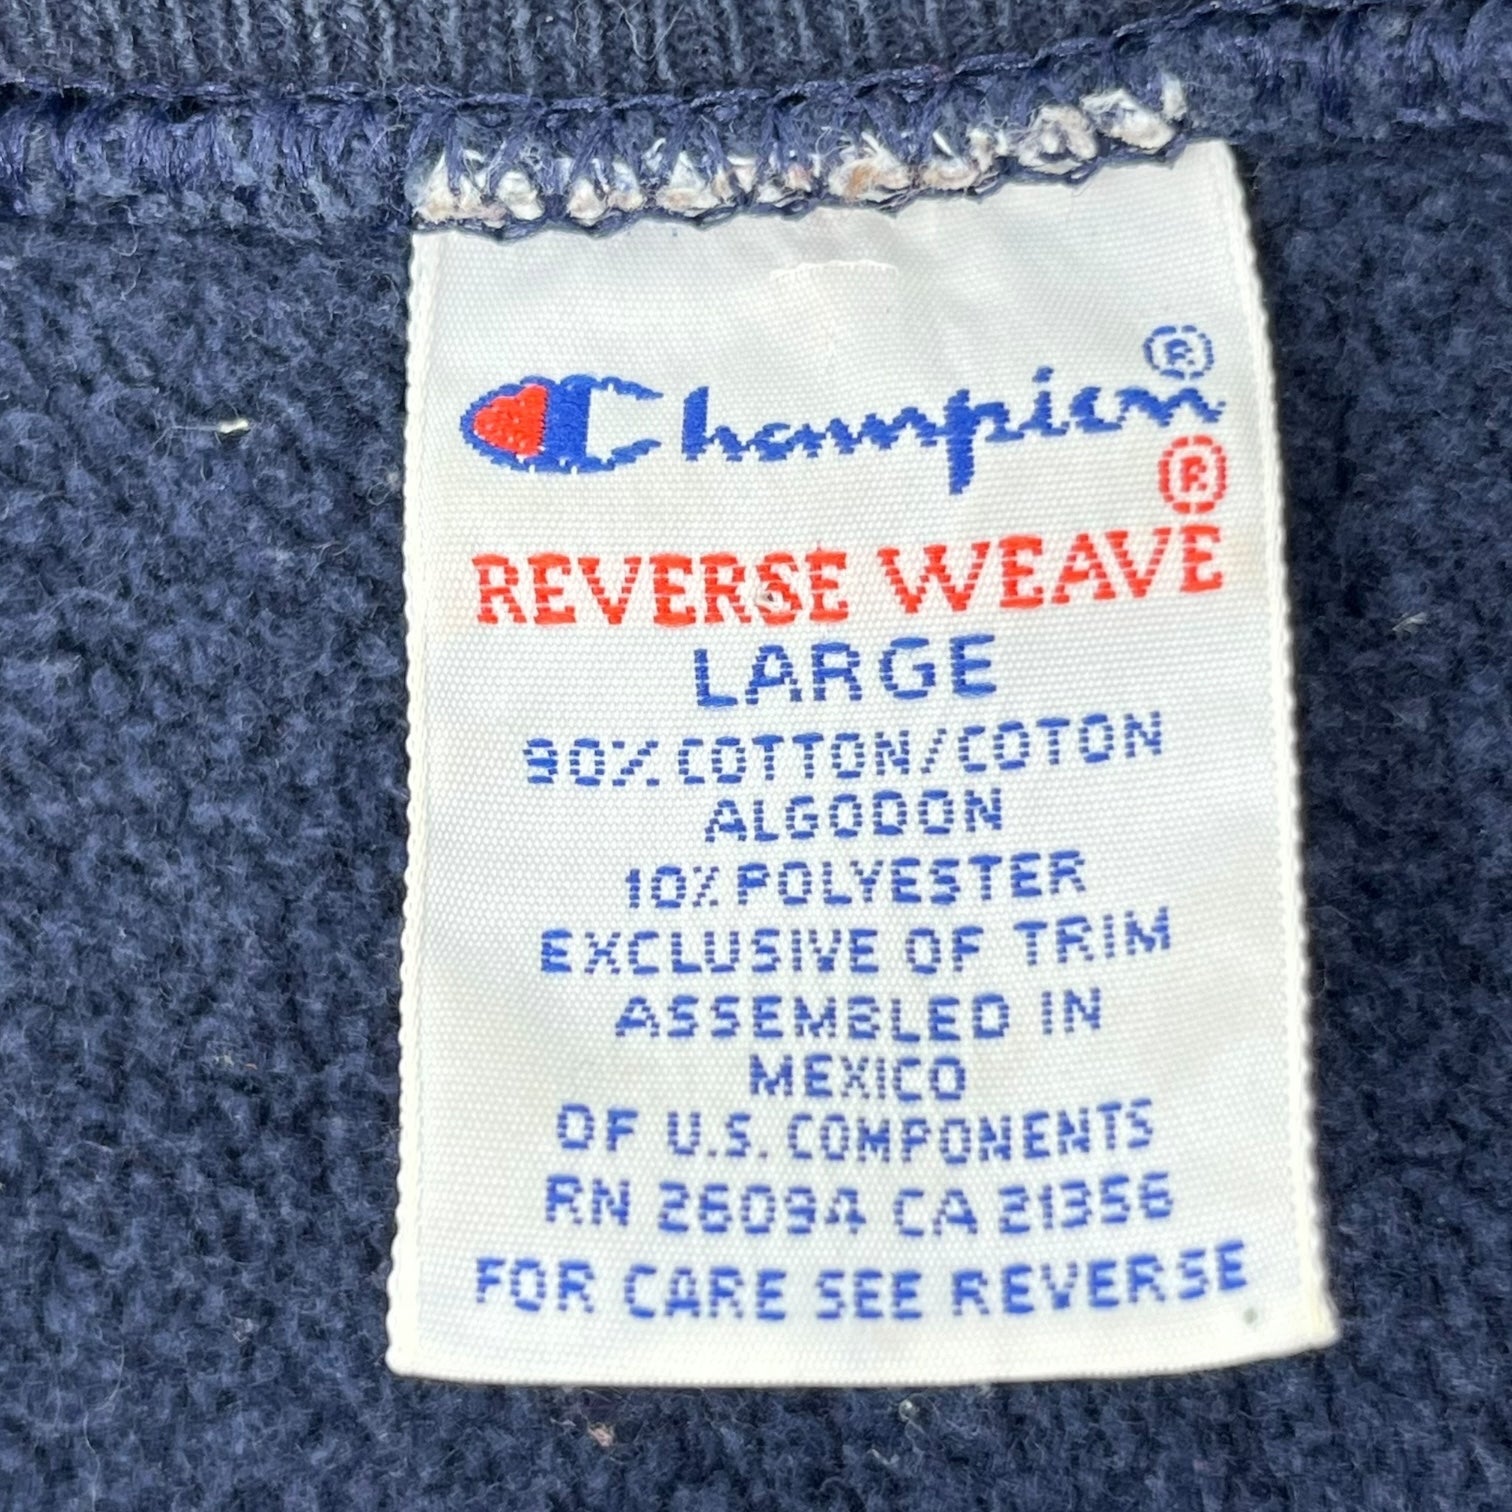 Champion®
®
REVERSE WEAVE
LARGE
90% COTTON/COTON
ALGODON
10% POLYESTER
EXCLUSIVE OF TRIM
ASSEMBLED IN
MEXICO
OF U.S. COMPONENTS
RN 26094 CA 21356
FOR CARE SEE REVERSE